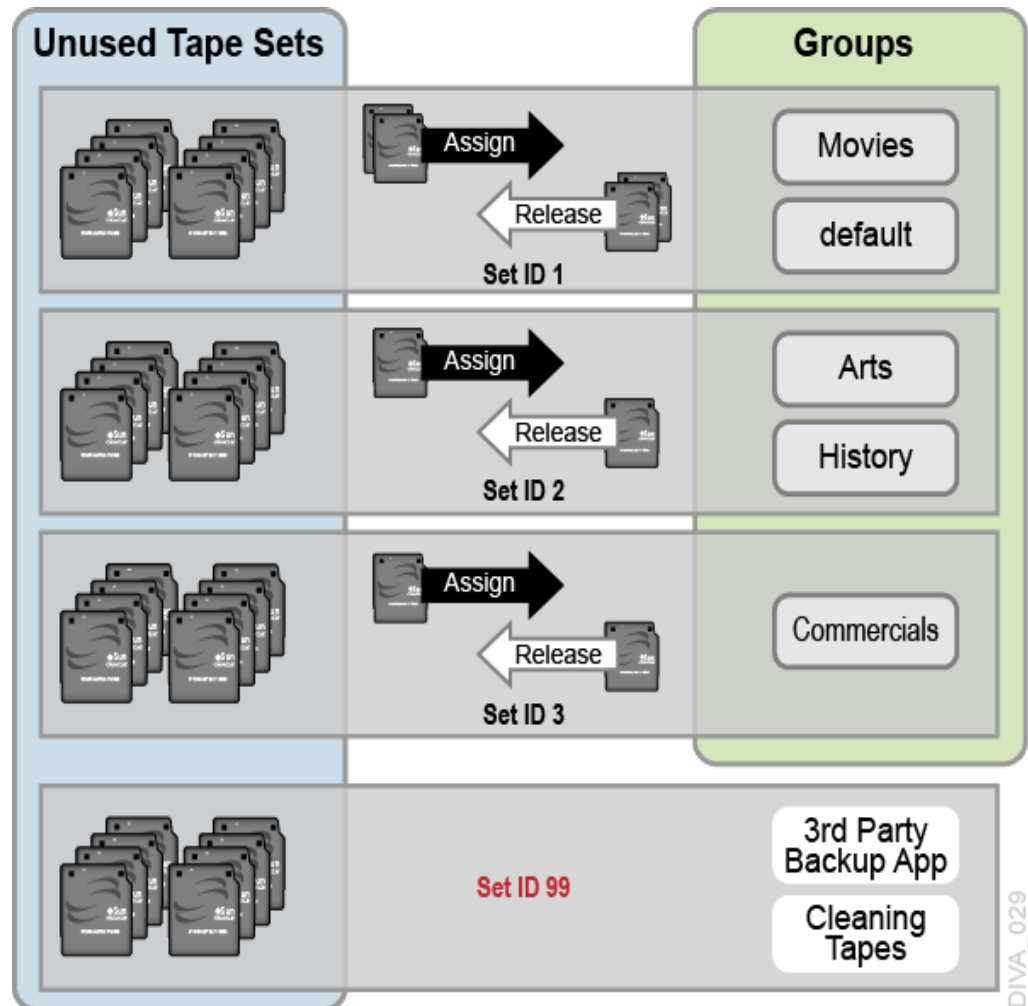 Unused Tape Sets
Groups
Assign
Release
Set ID 1
Movies
default
Assign
Release
Set ID 2
Arts
History
Assign
Release
Set ID 3
Commercials
Set ID 99
3rd Party
Backup App
Cleaning
Tapes
DIVA_029